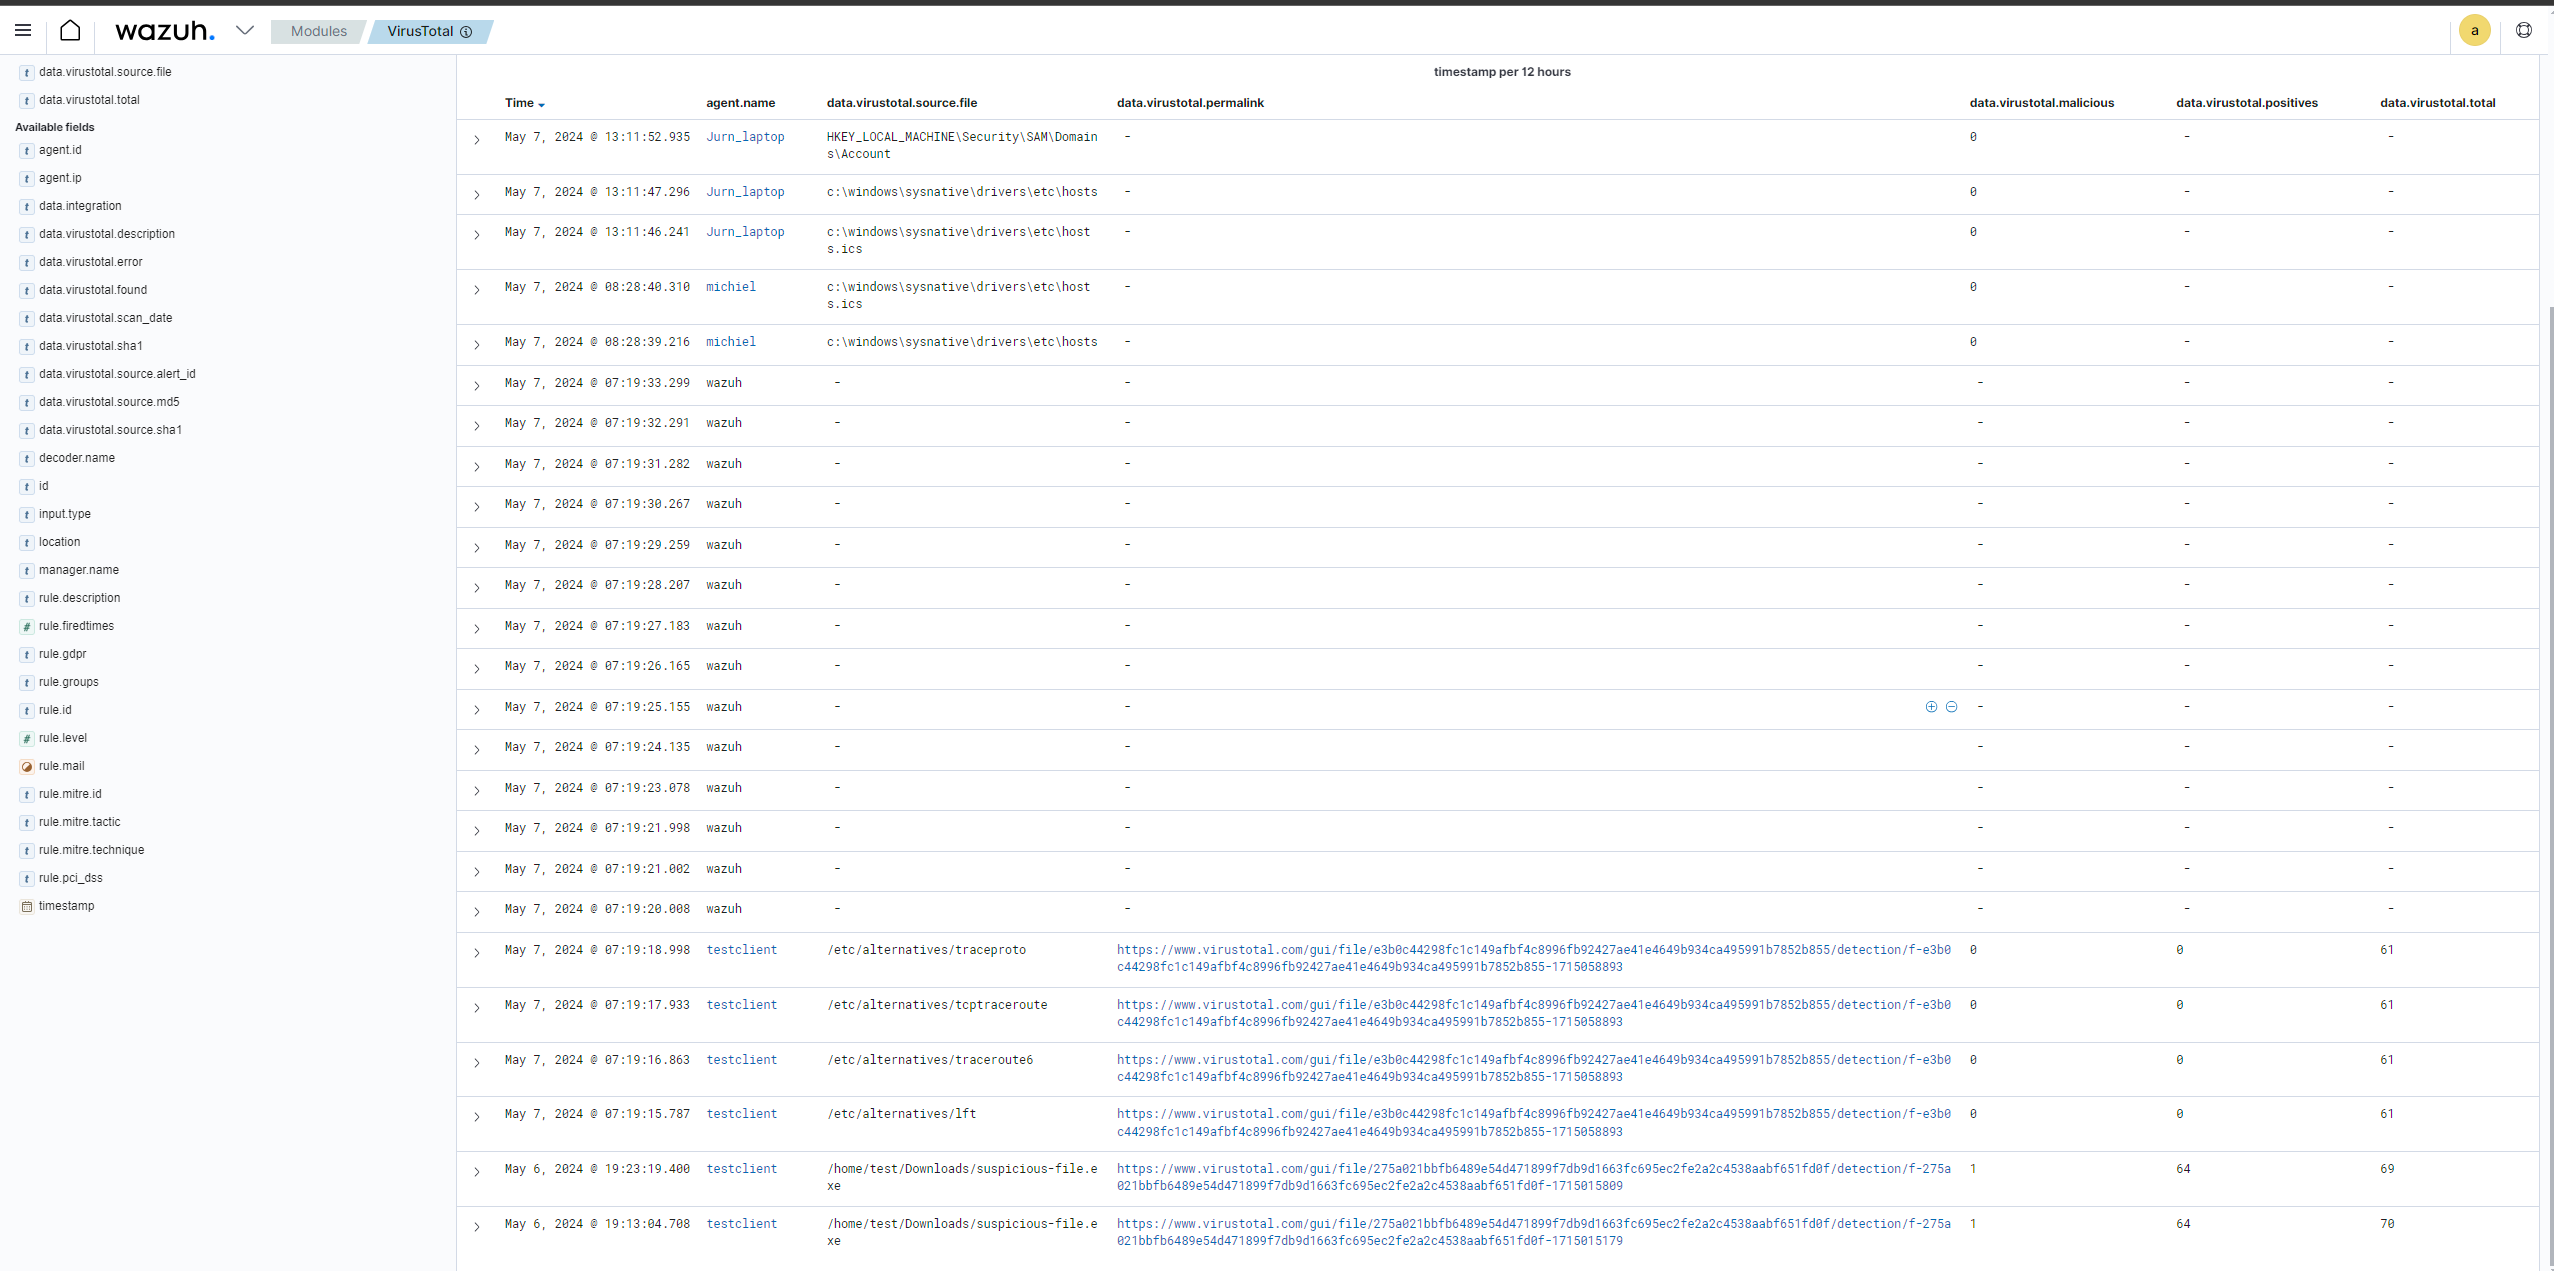 wazuh.
Modules
VirusTotal
a
data.virustotal.source.file
data.virustotal.total
Available fields
agent.id
agent.ip
data.integration
data.virustotal.description
data.virustotal.error
data.virustotal.found
data.virustotal.scan_date
data.virustotal.sha1
data.virustotal.source.alert_id
data.virustotal.source.md5
data.virustotal.source.sha1
decoder.name
id
input.type
location
manager.name
rule.description
rule.firedtimes
rule.gdpr
rule.groups
rule.id
rule.level
rule.mail
rule.mitre.id
rule.mitre.tactic
rule.mitre.technique
rule.pci_dss
timestamp
timestamp per 12 hours
Time agent.name data.virustotal.source.file data.virustotal.permalink data.virustotal.malicious data.virustotal.positives data.virustotal.total
May 7, 2024 @ 13:11:52.935 Jurn_laptop HKEY_LOCAL_MACHINE\Security\SAM\Domain - 0 - -
s\Account
May 7, 2024 @ 13:11:47.296 Jurn_laptop c:\windows\sysnative\drivers\etc\hosts - 0 - -
May 7, 2024 @ 13:11:46.241 Jurn_laptop c:\windows\sysnative\drivers\etc\host - 0 - -
s.ics
May 7, 2024 @ 08:28:40.310 michiel c:\windows\sysnative\drivers\etc\host - 0 - -
s.ics
May 7, 2024 @ 08:28:39.216 michiel c:\windows\sysnative\drivers\etc\hosts - 0 - -
May 7, 2024 @ 07:19:33.299 wazuh - - - - -
May 7, 2024 @ 07:19:32.291 wazuh - - - - -
May 7, 2024 @ 07:19:31.282 wazuh - - - - -
May 7, 2024 @ 07:19:30.267 wazuh - - - - -
May 7, 2024 @ 07:19:29.259 wazuh - - - - -
May 7, 2024 @ 07:19:28.207 wazuh - - - - -
May 7, 2024 @ 07:19:27.183 wazuh - - - - -
May 7, 2024 @ 07:19:26.165 wazuh - - - - -
May 7, 2024 @ 07:19:25.155 wazuh - - - - -
May 7, 2024 @ 07:19:24.135 wazuh - - - - -
May 7, 2024 @ 07:19:23.078 wazuh - - - - -
May 7, 2024 @ 07:19:21.998 wazuh - - - - -
May 7, 2024 @ 07:19:21.002 wazuh - - - - -
May 7, 2024 @ 07:19:20.008 wazuh - - - - -
May 7, 2024 @ 07:19:18.998 testclient /etc/alternatives/traceproto https://www.virustotal.com/gui/file/e3b0c44298fc1c149afbf4c8996fb92427ae41e4649b934ca495991b7852b855/detection/f-e3b0 0 0 61
c44298fc1c149afbf4c8996fb92427ae41e4649b934ca495991b7852b855-1715058893
May 7, 2024 @ 07:19:17.933 testclient /etc/alternatives/tcptraceroute https://www.virustotal.com/gui/file/e3b0c44298fc1c149afbf4c8996fb92427ae41e4649b934ca495991b7852b855/detection/f-e3b0 0 0 61
c44298fc1c149afbf4c8996fb92427ae41e4649b934ca495991b7852b855-1715058893
May 7, 2024 @ 07:19:16.863 testclient /etc/alternatives/traceroute6 https://www.virustotal.com/gui/file/e3b0c44298fc1c149afbf4c8996fb92427ae41e4649b934ca495991b7852b855/detection/f-e3b0 0 0 61
c44298fc1c149afbf4c8996fb92427ae41e4649b934ca495991b7852b855-1715058893
May 7, 2024 @ 07:19:15.787 testclient /etc/alternatives/lft https://www.virustotal.com/gui/file/e3b0c44298fc1c149afbf4c8996fb92427ae41e4649b934ca495991b7852b855/detection/f-e3b0 0 0 61
c44298fc1c149afbf4c8996fb92427ae41e4649b934ca495991b7852b855-1715058893
May 6, 2024 @ 19:23:19.400 testclient /home/test/Downloads/suspicious-file.e https://www.virustotal.com/gui/file/275a021bbfb6489e54d471899f7db9d1663fc695ec2fe2a2c4538aabf651fd0f/detection/f-275a 1 64 69
xe 021bbfb6489e54d471899f7db9d1663fc695ec2fe2a2c4538aabf651fd0f-1715015809
May 6, 2024 @ 19:13:04.708 testclient /home/test/Downloads/suspicious-file.e https://www.virustotal.com/gui/file/275a021bbfb6489e54d471899f7db9d1663fc695ec2fe2a2c4538aabf651fd0f/detection/f-275a 1 64 70
xe 021bbfb6489e54d471899f7db9d1663fc695ec2fe2a2c4538aabf651fd0f-1715015179